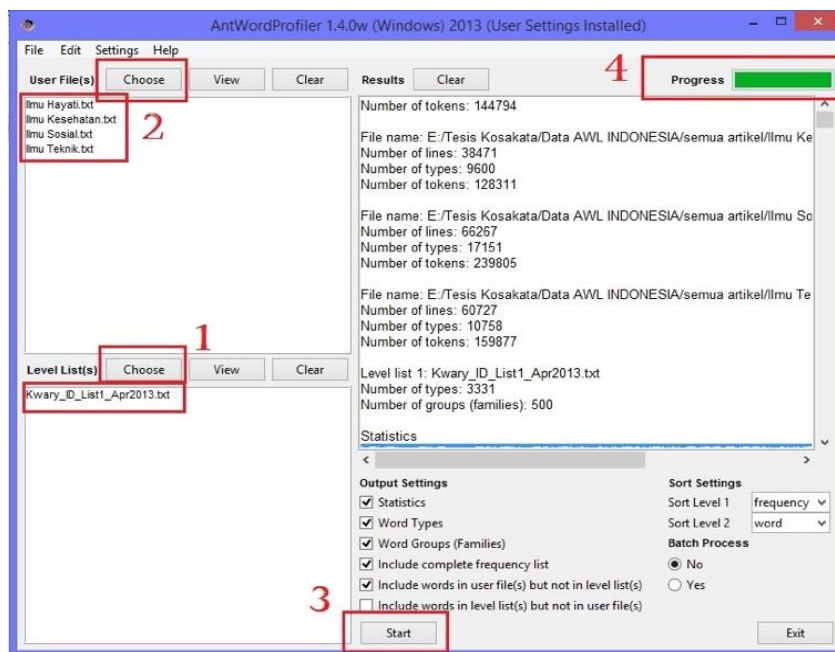 AntWordProfiler 1.4.0w (Windows) 2013 (User Settings Installed)
File Edit Settings Help
User File(s) Choose View Clear
Ilmu Hayati.txt
Ilmu Kesehatan.txt
Ilmu Sosial.txt
Ilmu Teknik.txt
2
1
Level List(s) Choose View Clear
Kwary_ID_List1_Apr2013.txt
Results Clear
4
Progress
Number of tokens: 144794
File name: E:/Tesis Kosakata/Data AWL INDONESIA/semua artikel/Ilmu Ke
Number of lines: 38471
Number of types: 9600
Number of tokens: 128311
File name: E:/Tesis Kosakata/Data AWL INDONESIA/semua artikel/Ilmu So
Number of lines: 66267
Number of types: 17151
Number of tokens: 239805
File name: E:/Tesis Kosakata/Data AWL INDONESIA/semua artikel/Ilmu Te
Number of lines: 60727
Number of types: 10758
Number of tokens: 159877
Level list 1: Kwary_ID_List1_Apr2013.txt
Number of types: 3331
Number of groups (families): 500
Statistics
Output Settings
Statistics
Word Types
Word Groups (Families)
Include complete frequency list
Include words in user file(s) but not in level list(s)
Include words in level list(s) but not in user file(s)
Sort Settings
Sort Level 1 frequency
Sort Level 2 word
Batch Process
No
Yes
3
Start
Exit